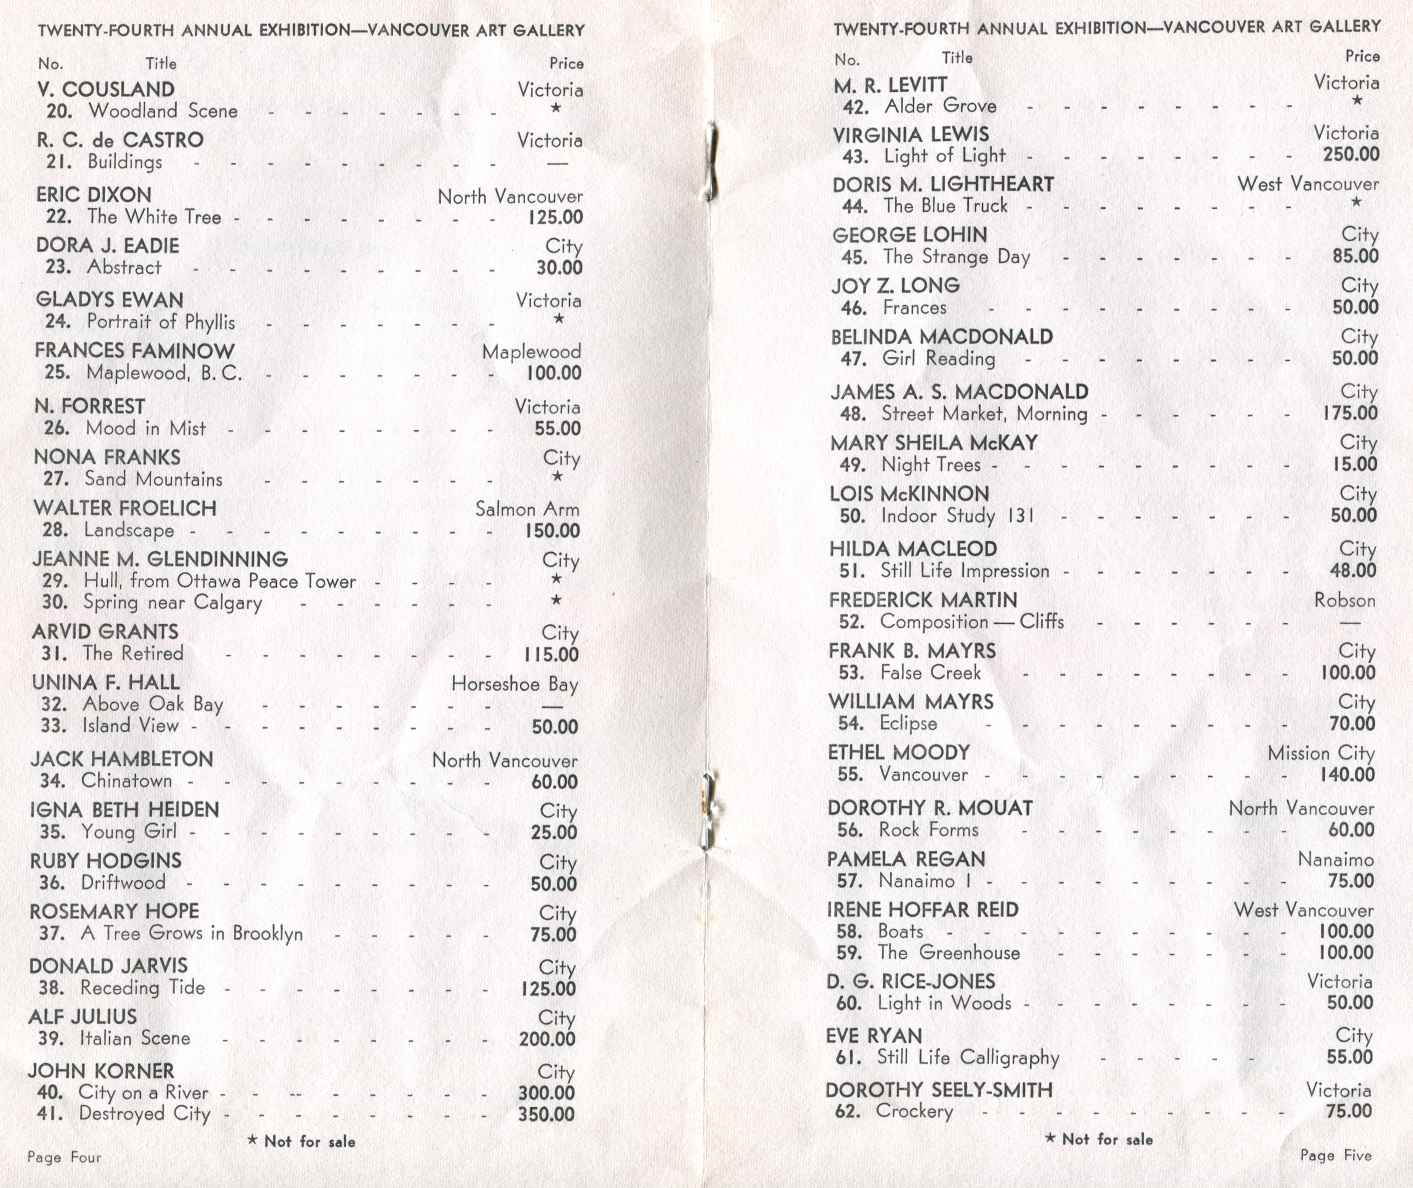 TWENTY-FOURTH ANNUAL EXHIBITION—VANCOUVER ART GALLERY
No. Title Price
V. COUSLAND Victoria
20. Woodland Scene - - - - - - - ★
R. C. de CASTRO Victoria
21. Buildings - - - - - - - - - —
ERIC DIXON North Vancouver
22. The White Tree - - - - - - - - 125.00
DORA J. EADIE City
23. Abstract - - - - - - - - - 30.00
GLADYS EWAN Victoria
24. Portrait of Phyllis - - - - - - - ★
FRANCES FAMINOW Maplewood
25. Maplewood, B. C. - - - - - - - 100.00
N. FORREST Victoria
26. Mood in Mist - - - - - - - - 55.00
NONA FRANKS City
27. Sand Mountains - - - - - - - ★
WALTER FROELICH Salmon Arm
28. Landscape - - - - - - - - - 150.00
JEANNE M. GLENDINNING City
29. Hull, from Ottawa Peace Tower - - - - ★
30. Spring near Calgary - - - - - - ★
ARVID GRANTS City
31. The Retired - - - - - - - - 115.00
UNINA F. HALL Horseshoe Bay
32. Above Oak Bay - - - - - - - —
33. Island View - - - - - - - - - 50.00
JACK HAMBLETON North Vancouver
34. Chinatown - - - - - - - - - 60.00
IGNA BETH HEIDEN City
35. Young Girl - - - - - - - - - 25.00
RUBY HODGINS City
36. Driftwood - - - - - - - - - 50.00
ROSEMARY HOPE City
37. A Tree Grows in Brooklyn - - - - - 75.00
DONALD JARVIS City
38. Receding Tide - - - - - - - - 125.00
ALF JULIUS City
39. Italian Scene - - - - - - - - 200.00
JOHN KORNER City
40. City on a River - - -- - - - - - 300.00
41. Destroyed City - - - - - - - - 350.00
★ Not for sale
Page Four
TWENTY-FOURTH ANNUAL EXHIBITION—VANCOUVER ART GALLERY
No. Title Price
M. R. LEVITT Victoria
42. Alder Grove - - - - - - - - ★
VIRGINIA LEWIS Victoria
43. Light of Light - - - - - - - - 250.00
DORIS M. LIGHTHEART West Vancouver
44. The Blue Truck - - - - - - - - ★
GEORGE LOHIN City
45. The Strange Day - - - - - - - 85.00
JOY Z. LONG City
46. Frances - - - - - - - - - 50.00
BELINDA MACDONALD City
47. Girl Reading - - - - - - - - 50.00
JAMES A. S. MACDONALD City
48. Street Market, Morning - - - - - - 175.00
MARY SHEILA McKAY City
49. Night Trees - - - - - - - - - 15.00
LOIS McKINNON City
50. Indoor Study 131 - - - - - - - 50.00
HILDA MACLEOD City
51. Still Life Impression - - - - - - - 48.00
FREDERICK MARTIN Robson
52. Composition — Cliffs - - - - - - —
FRANK B. MAYRS City
53. False Creek - - - - - - - - 100.00
WILLIAM MAYRS City
54. Eclipse - - - - - - - - - 70.00
ETHEL MOODY Mission City
55. Vancouver - - - - - - - - - 140.00
DOROTHY R. MOUAT North Vancouver
56. Rock Forms - - - - - - - - 60.00
PAMELA REGAN Nanaimo
57. Nanaimo I - - - - - - - - - 75.00
IRENE HOFFAR REID West Vancouver
58. Boats - - - - - - - - - - 100.00
59. The Greenhouse - - - - - - - 100.00
D. G. RICE-JONES Victoria
60. Light in Woods - - - - - - - - 50.00
EVE RYAN City
61. Still Life Calligraphy - - - - - 55.00
DOROTHY SEELY-SMITH Victoria
62. Crockery - - - - - - - - - 75.00
★ Not for sale
Page Five